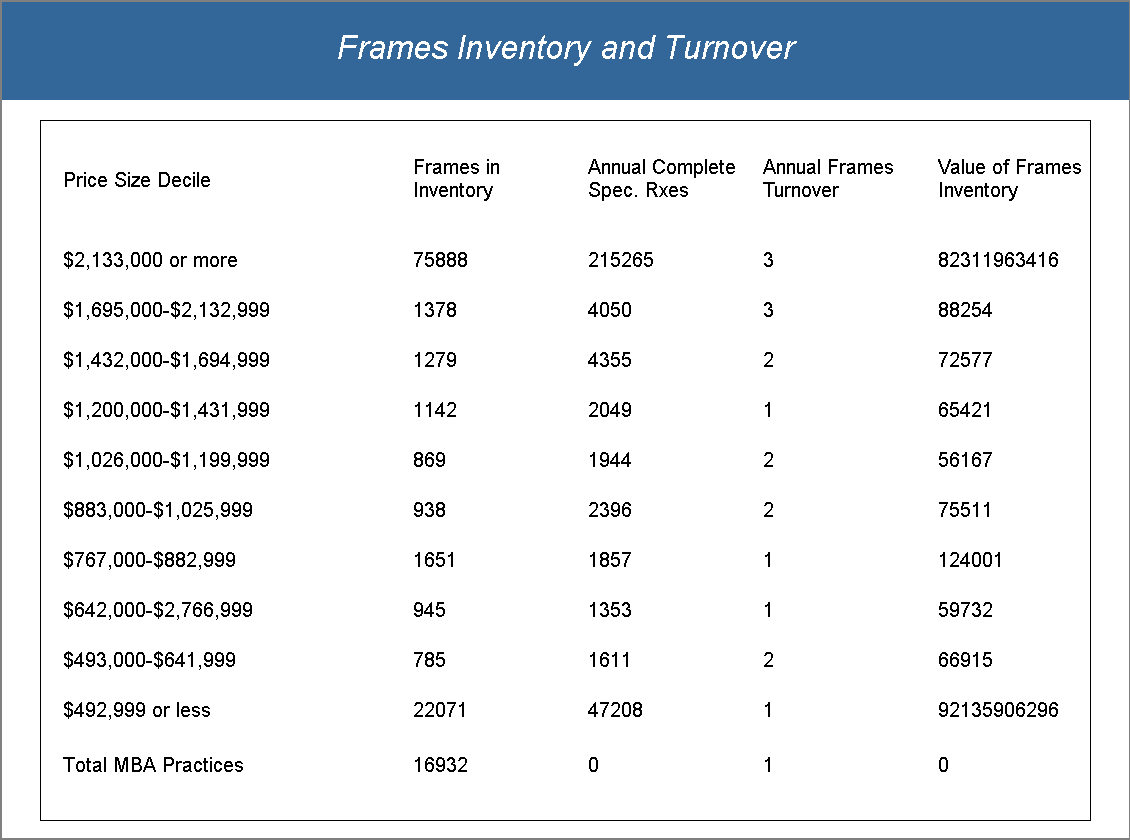 Frames Inventory and Turnover
Price Size Decile Frames in Inventory Annual Complete Spec. Rxes Annual Frames Turnover Value of Frames Inventory
$2,133,000 or more 75888 215265 3 82311963416
$1,695,000-$2,132,999 1378 4050 3 88254
$1,432,000-$1,694,999 1279 4355 2 72577
$1,200,000-$1,431,999 1142 2049 1 65421
$1,026,000-$1,199,999 869 1944 2 56167
$883,000-$1,025,999 938 2396 2 75511
$767,000-$882,999 1651 1857 1 124001
$642,000-$2,766,999 945 1353 1 59732
$493,000-$641,999 785 1611 2 66915
$492,999 or less 22071 47208 1 92135906296
Total MBA Practices 16932 0 1 0